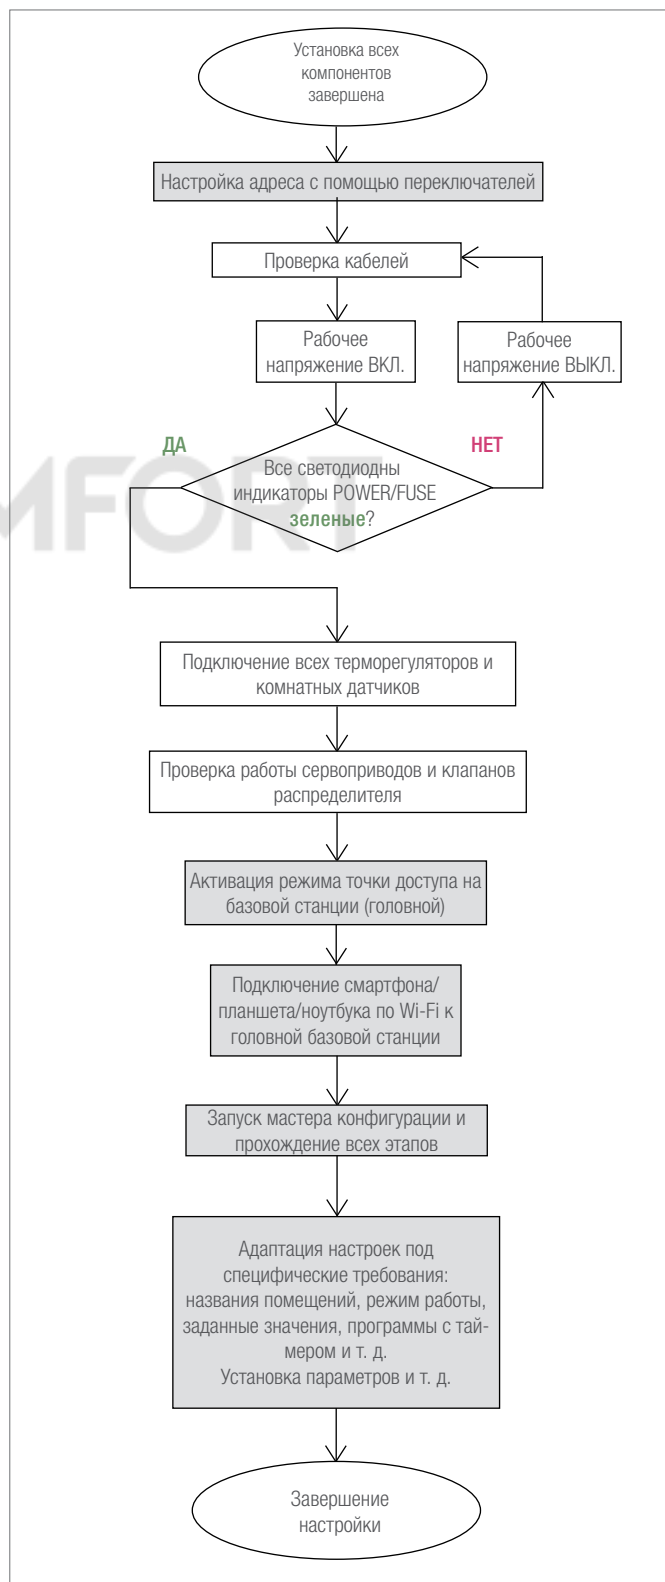 Установка всех
компонентов
завершена
Настройка адреса с помощью переключателей
Проверка кабелей
Рабочее
напряжение ВКЛ.
Рабочее
напряжение ВЫКЛ.
ДА
НЕТ
Все светодиодны
индикаторы POWER/FUSE
зеленые?
MFORT
Подключение всех терморегуляторов и
комнатных датчиков
Проверка работы сервоприводов и клапанов
распределителя
Активация режима точки доступа на
базовой станции (головной)
Подключение смартфона/
планшета/ноутбука по Wi-Fi к
головной базовой станции
Запуск мастера конфигурации и
прохождение всех этапов
Адаптация настроек под
специфические требования:
названия помещений, режим работы,
заданные значения, программы с тай-
мером и т. д.
Установка параметров и т. д.
Завершение
настройки